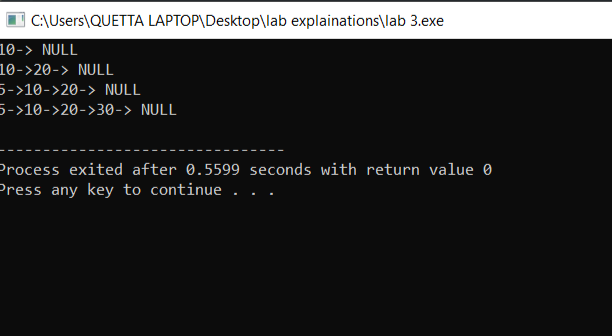 C:\Users\QUETTA LAPTOP\Desktop\lab explainations\lab 3.exe
10-> NULL
10->20-> NULL
5->10->20-> NULL
5->10->20->30-> NULL
--------------------------------
Process exited after 0.5599 seconds with return value 0
Press any key to continue . . .